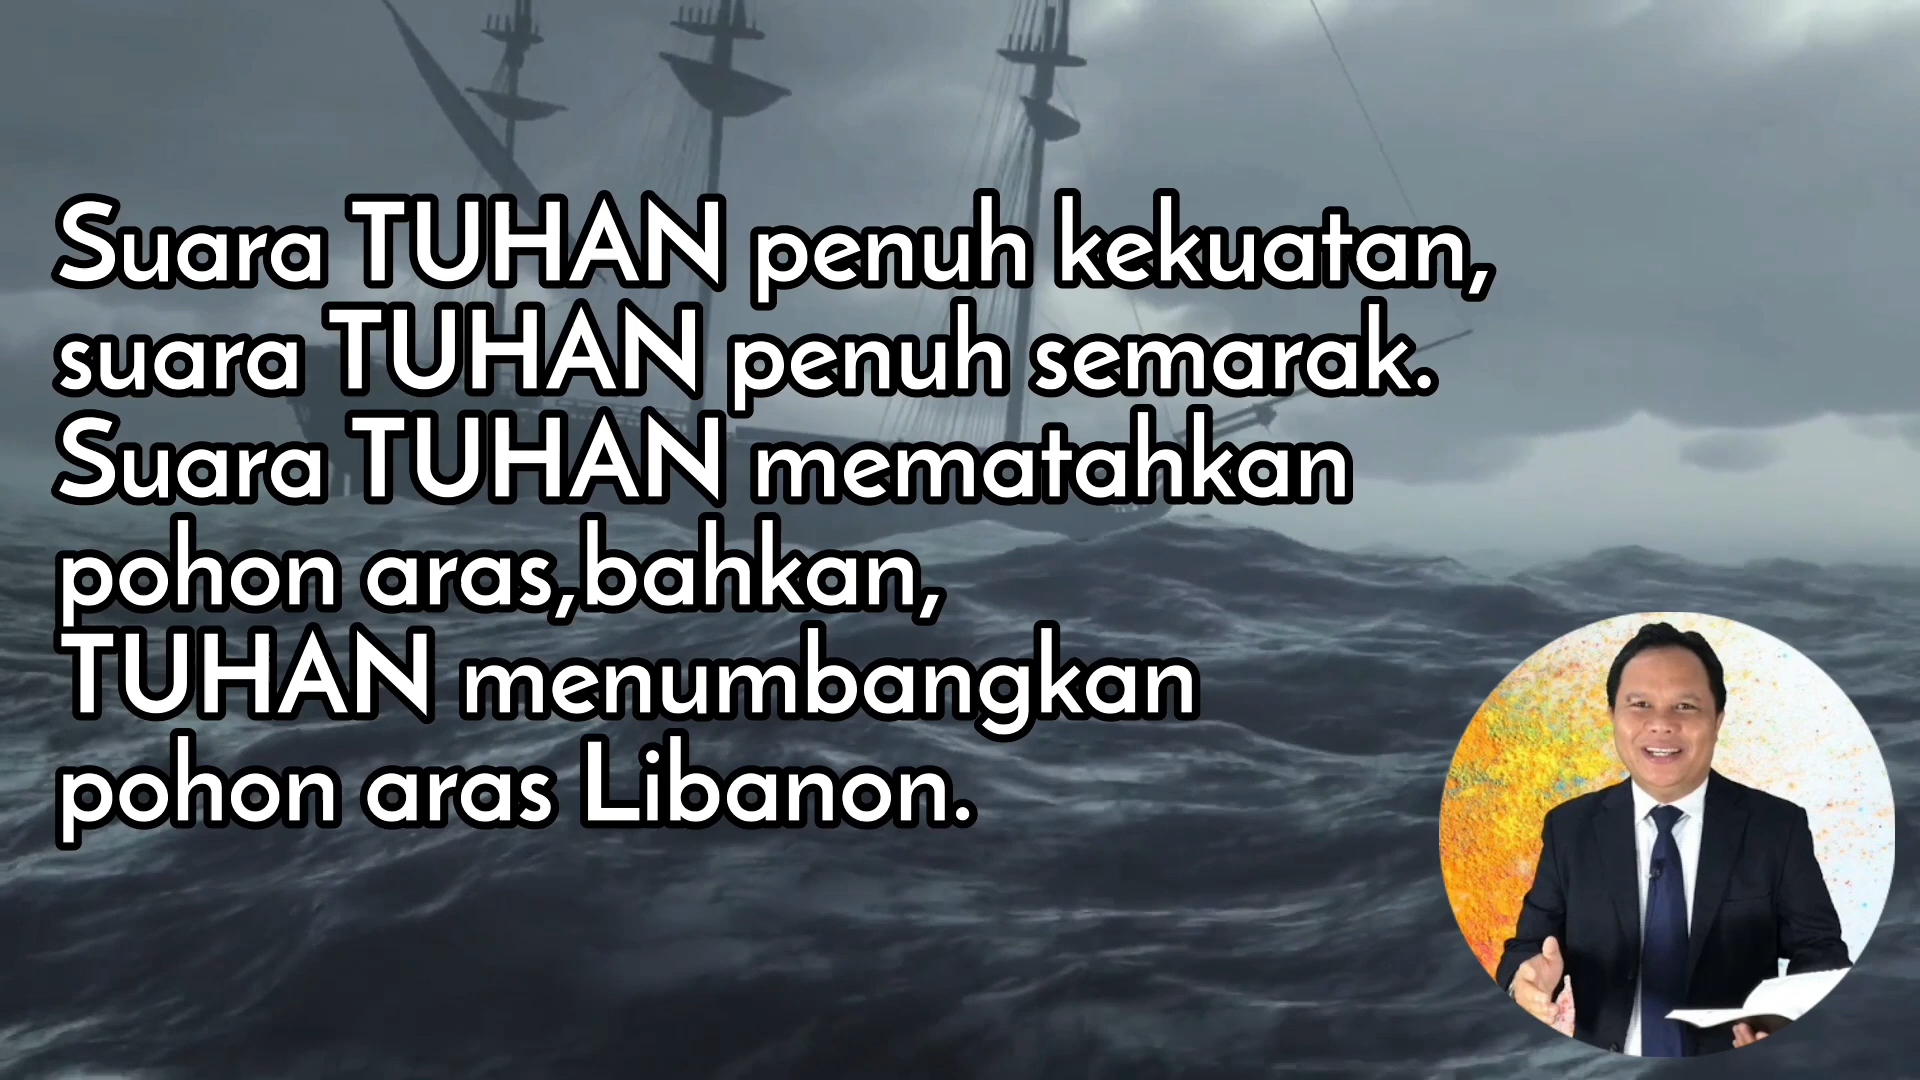 Suara TUHAN penuh kekuatan,
suara TUHAN penuh semarak.
Suara TUHAN mematahkan
pohon aras,bahkan,
TUHAN menumbangkan
pohon aras Libanon.